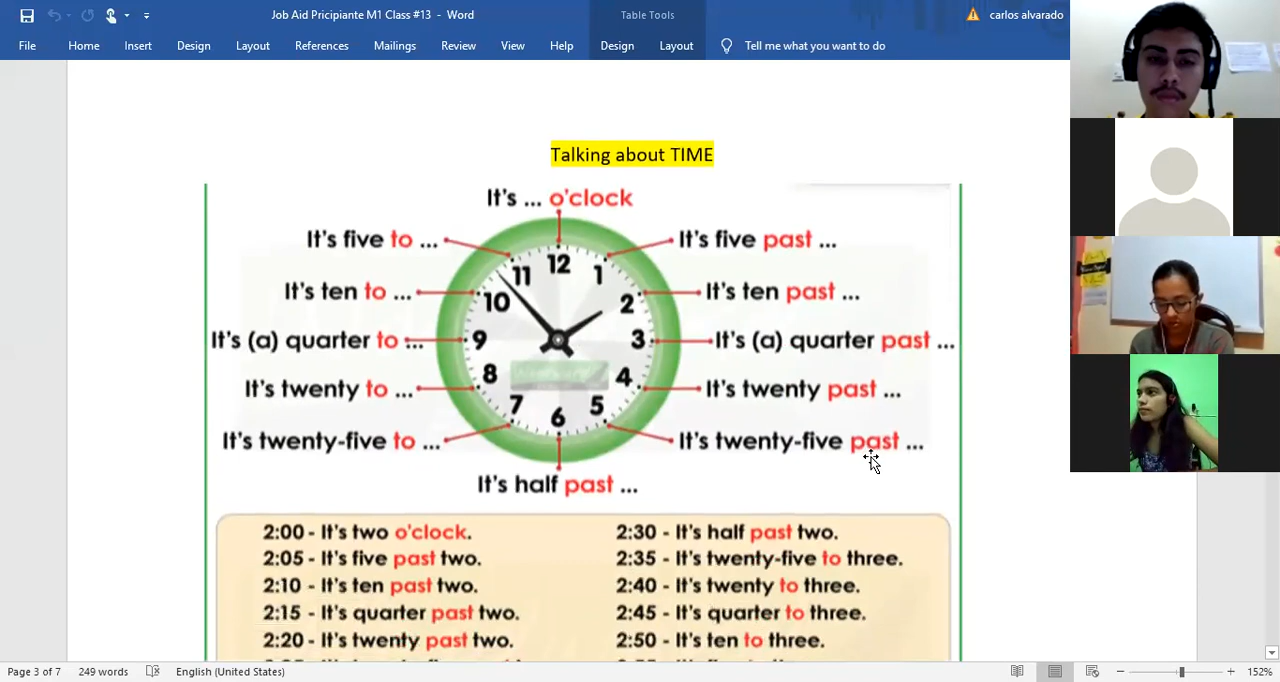 Job Aid Pricipiante M1 Class #13 - Word
Table Tools
carlos alvarado
File Home Insert Design Layout References Mailings Review View Help Design Layout Tell me what you want to do
Talking about TIME
It's ... o'clock
It's five to ...
It's five past ...
It's ten to ...
It's ten past ...
It's (a) quarter to ...
It's (a) quarter past ...
It's twenty to ...
It's twenty past ...
It's twenty-five to ...
It's twenty-five past ...
It's half past ...
12
11
1
10
2
9
3
8
4
7
5
6
2:00 - It's two o'clock.
2:30 - It's half past two.
2:05 - It's five past two.
2:35 - It's twenty-five to three.
2:10 - It's ten past two.
2:40 - It's twenty to three.
2:15 - It's quarter past two.
2:45 - It's quarter to three.
2:20 - It's twenty past two.
2:50 - It's ten to three.
Page 3 of 7 249 words English (United States) 152%